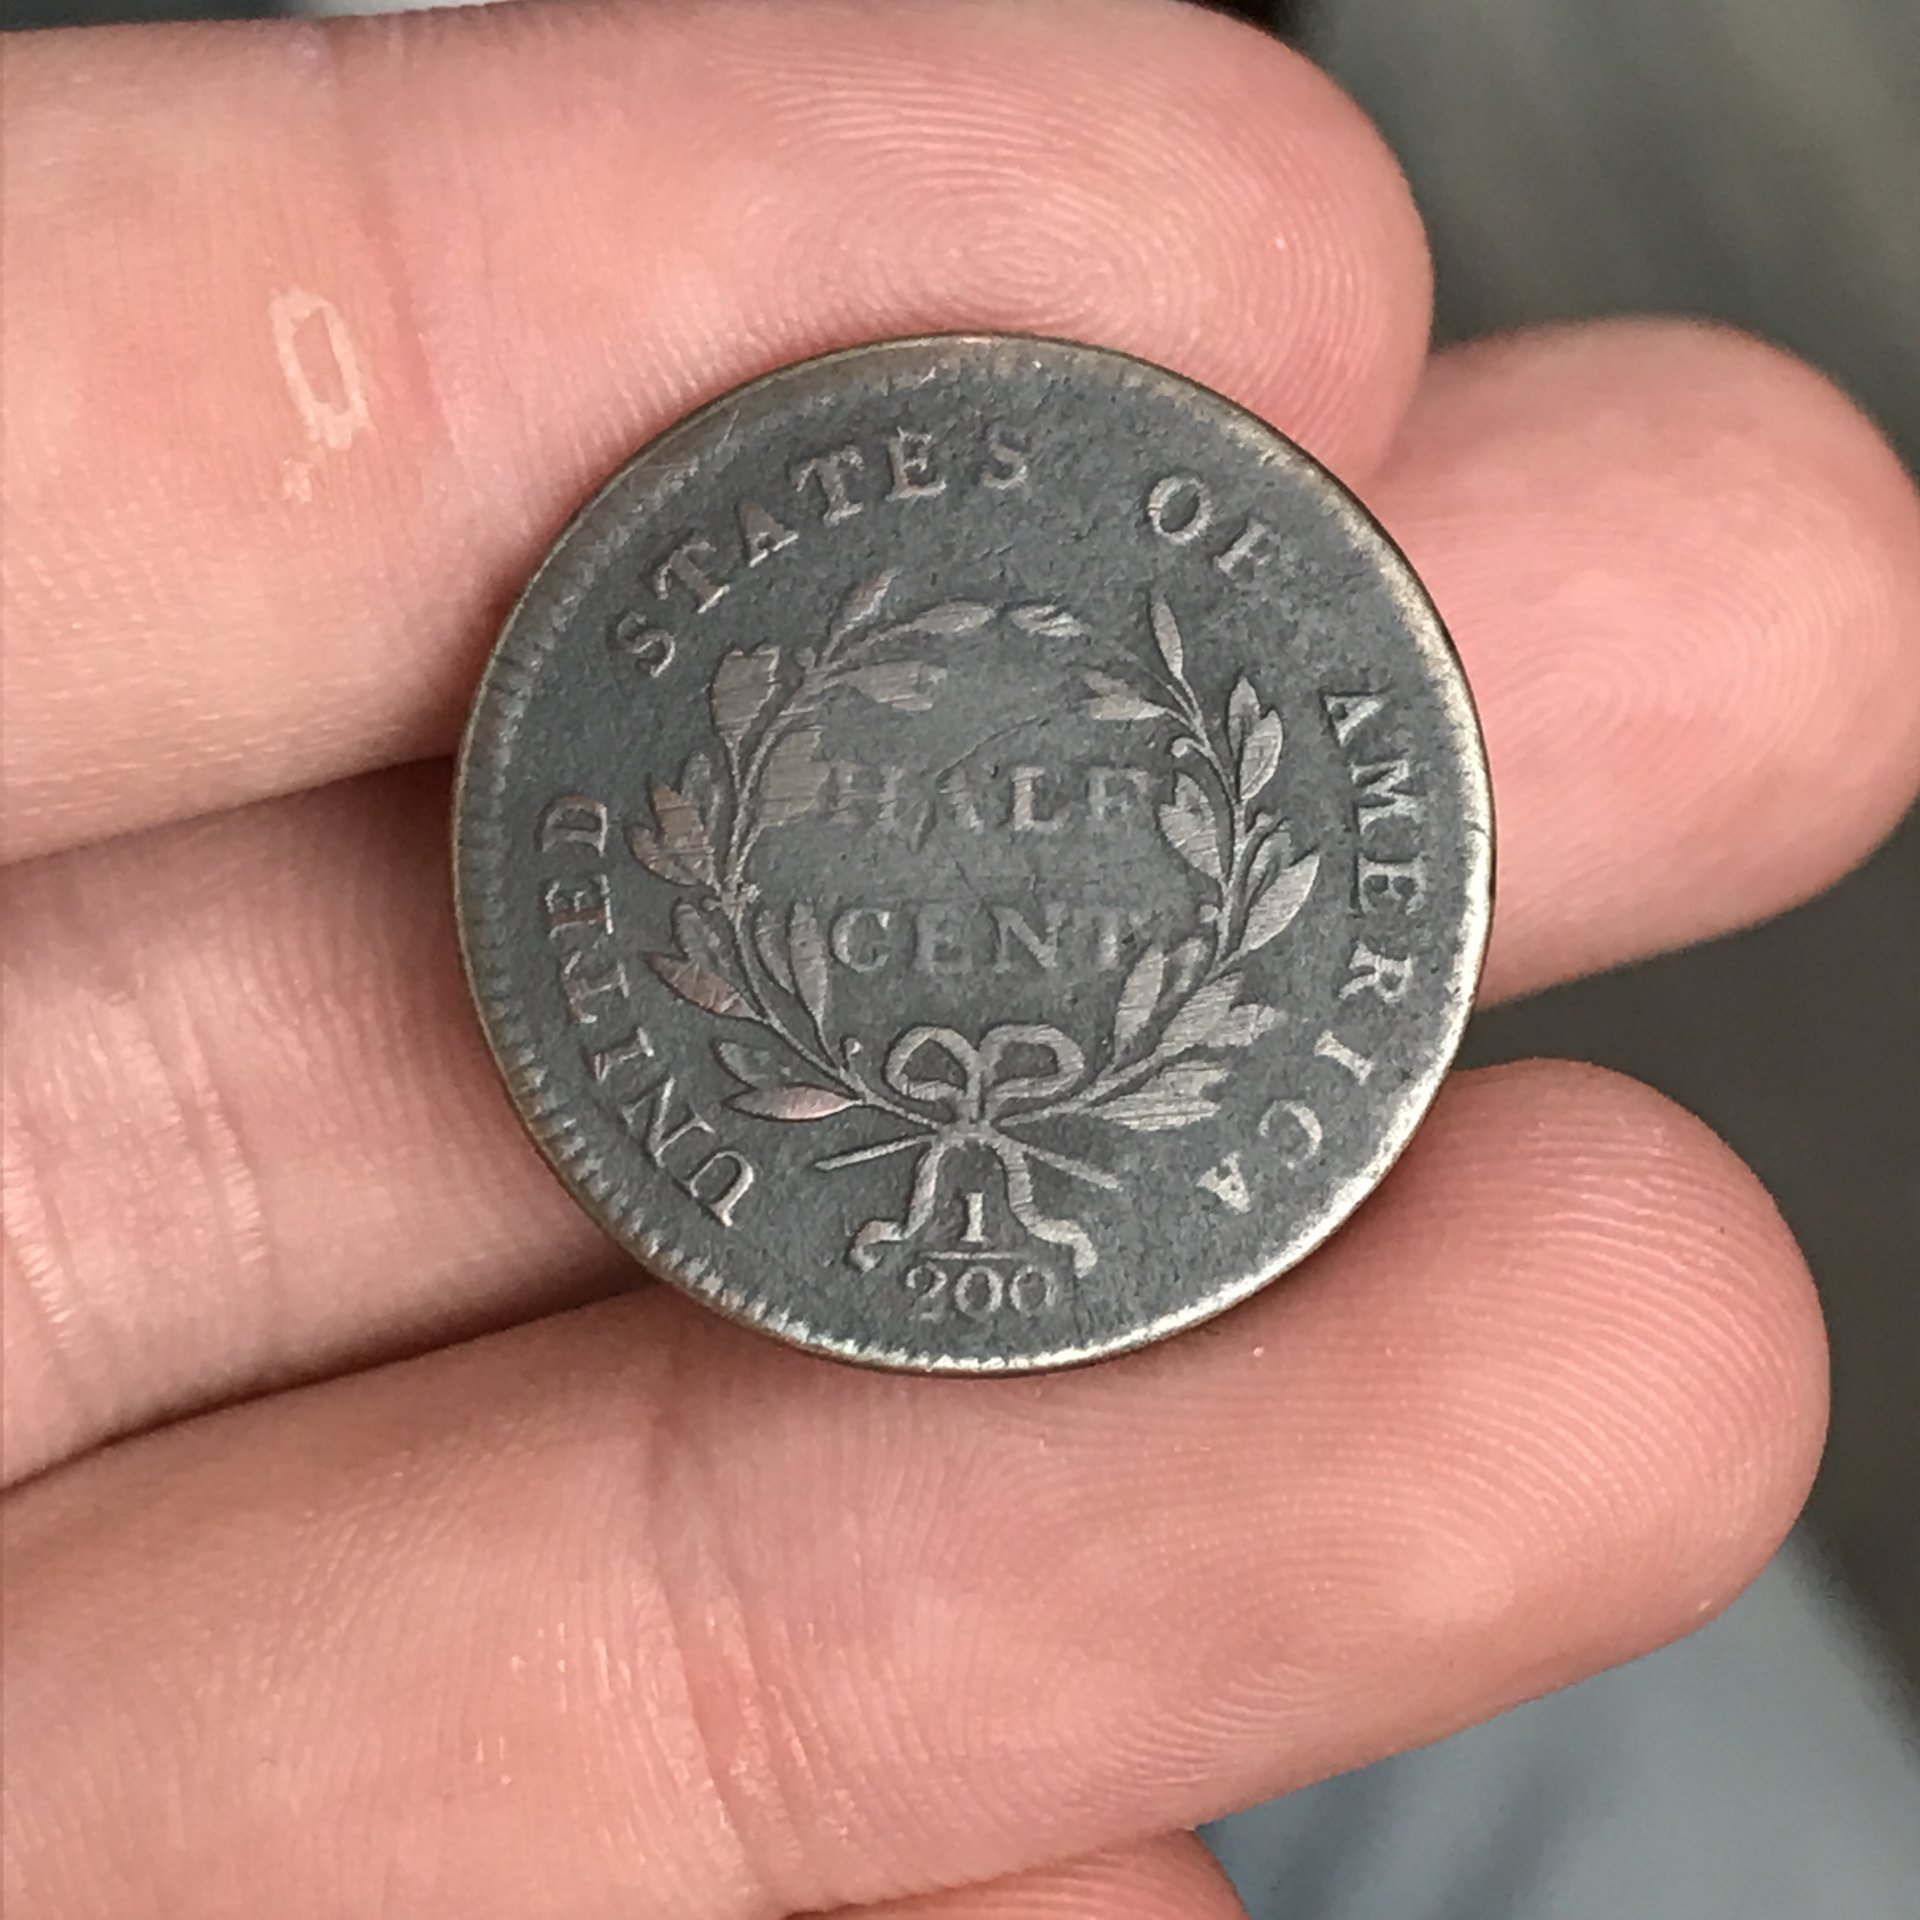 UNITED STATES OF AMERICA
HALF
CENT
1
200